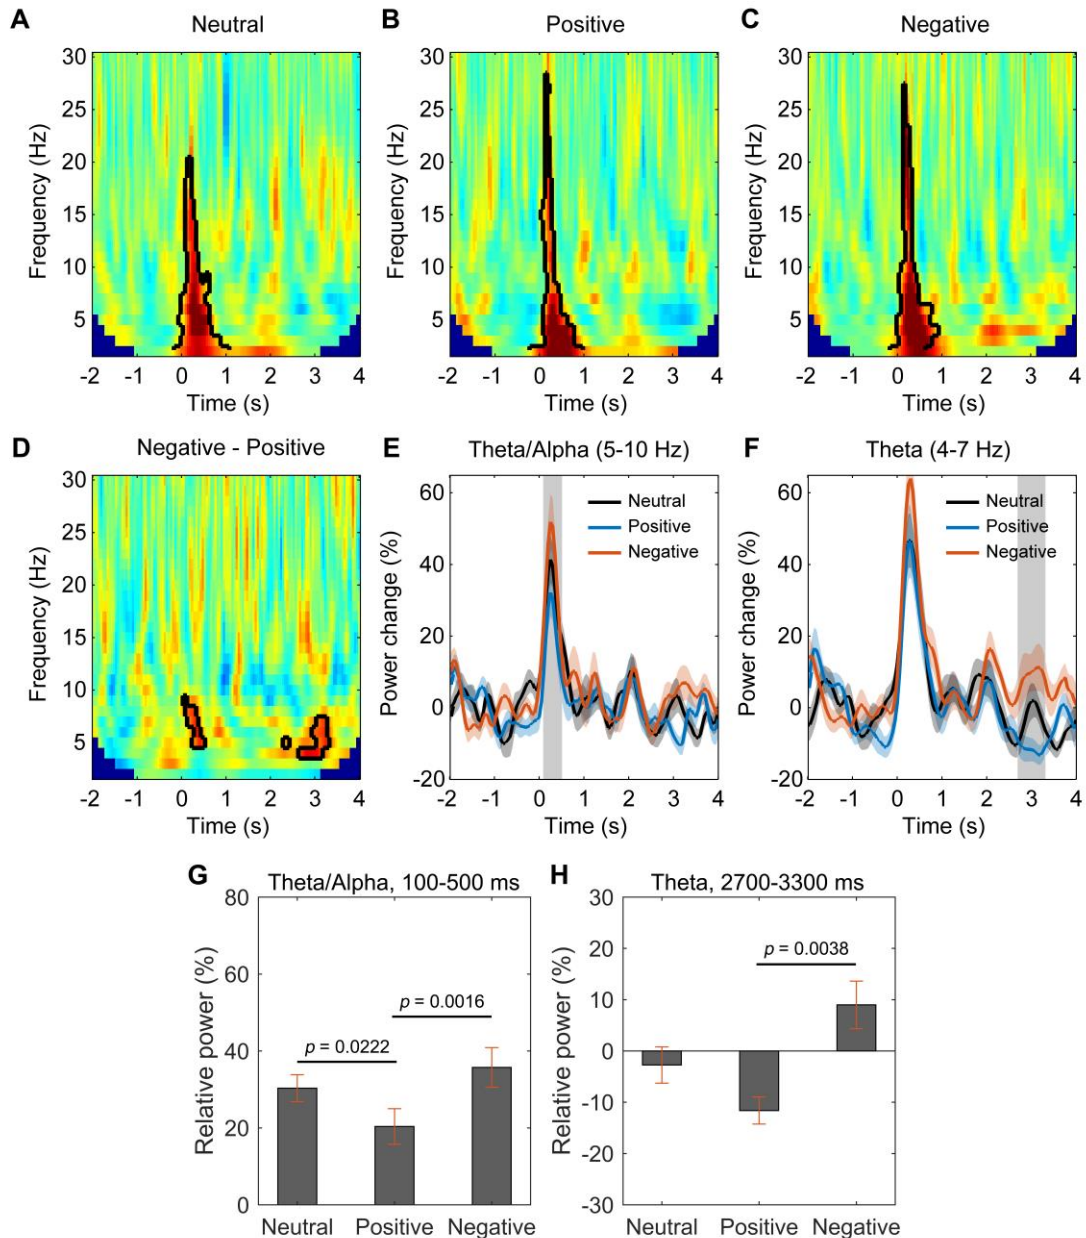 A Neutral
B Positive
C Negative
Frequency (Hz)
30
25
20
15
10
5
-2 -1 0 1 2 3 4
Time (s)
Frequency (Hz)
30
25
20
15
10
5
-2 -1 0 1 2 3 4
Time (s)
Frequency (Hz)
30
25
20
15
10
5
-2 -1 0 1 2 3 4
Time (s)
D Negative - Positive
Frequency (Hz)
30
25
20
15
10
5
-2 -1 0 1 2 3 4
Time (s)
E Theta/Alpha (5-10 Hz)
Power change (%)
60
40
20
0
-20
Neutral
Positive
Negative
-2 -1 0 1 2 3 4
Time (s)
F Theta (4-7 Hz)
Power change (%)
60
40
20
0
-20
Neutral
Positive
Negative
-2 -1 0 1 2 3 4
Time (s)
G Theta/Alpha, 100-500 ms
Relative power (%)
80
60
40
20
0
p = 0.0016
p = 0.0222
Neutral Positive Negative
H Theta, 2700-3300 ms
Relative power (%)
30
20
10
0
-10
-20
-30
p = 0.0038
Neutral Positive Negative